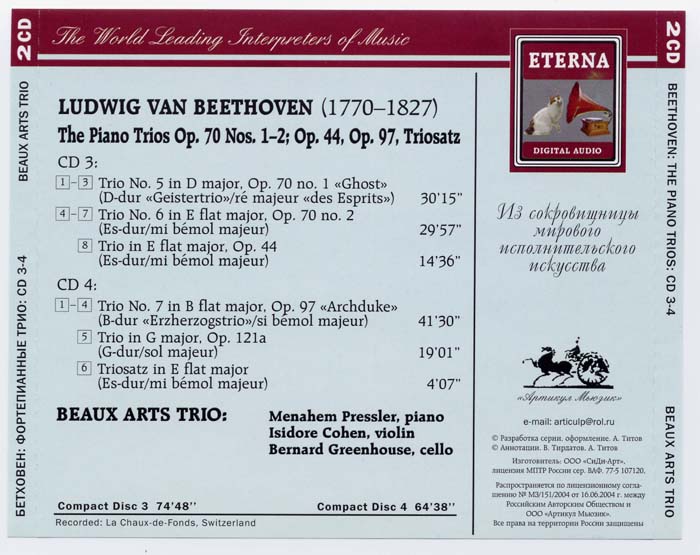 2 CD
The World Leading Interpreters of Music
2 CD
BEAUX ARTS TRIO
БЕТХОВЕН: ФОРТЕПИАННЫЕ ТРИО: CD 3-4
LUDWIG VAN BEETHOVEN (1770–1827)
The Piano Trios Op. 70 Nos. 1–2; Op. 44, Op. 97, Triosatz
CD 3:
1–3 Trio No. 5 in D major, Op. 70 no. 1 «Ghost»
(D-dur «Geistertrio»/ré majeur «des Esprits») 30'15"
4–7 Trio No. 6 in E flat major, Op. 70 no. 2
(Es-dur/mi bémol majeur) 29'57"
8 Trio in E flat major, Op. 44
(Es-dur/mi bémol majeur) 14'36"
CD 4:
1–4 Trio No. 7 in B flat major, Op. 97 «Archduke»
(B-dur «Erzherzogstrio»/si bémol majeur) 41'30"
5 Trio in G major, Op. 121a
(G-dur/sol majeur) 19'01"
6 Triosatz in E flat major
(Es-dur/mi bémol majeur) 4'07"
BEAUX ARTS TRIO: Menahem Pressler, piano
Isidore Cohen, violin
Bernard Greenhouse, cello
Compact Disc 3 74'48" Compact Disc 4 64'38"
Recorded: La Chaux-de-Fonds, Switzerland
ETERNA
DIGITAL AUDIO
Из сокровищницы
мирового
исполнительского
искусства
«Артикул Мьюзик»
e-mail: articulp@rol.ru
© Разработка серии, оформление. А. Титов
© Аннотации. В. Тирдатов, А. Титов
Изготовитель: ООО «СиДи-Арт»,
лицензия МПТР России сер. ВАФ. 77-5 107120.
Распространяется по лицензионному согла-
шению № МЗ/151/2004 от 16.06.2004 г. между
Российским Авторским Обществом и
ООО «Артикул Мьюзик».
Все права на территории России защищены
BEETHOVEN: THE PIANO TRIOS: CD 3-4
BEAUX ARTS TRIO